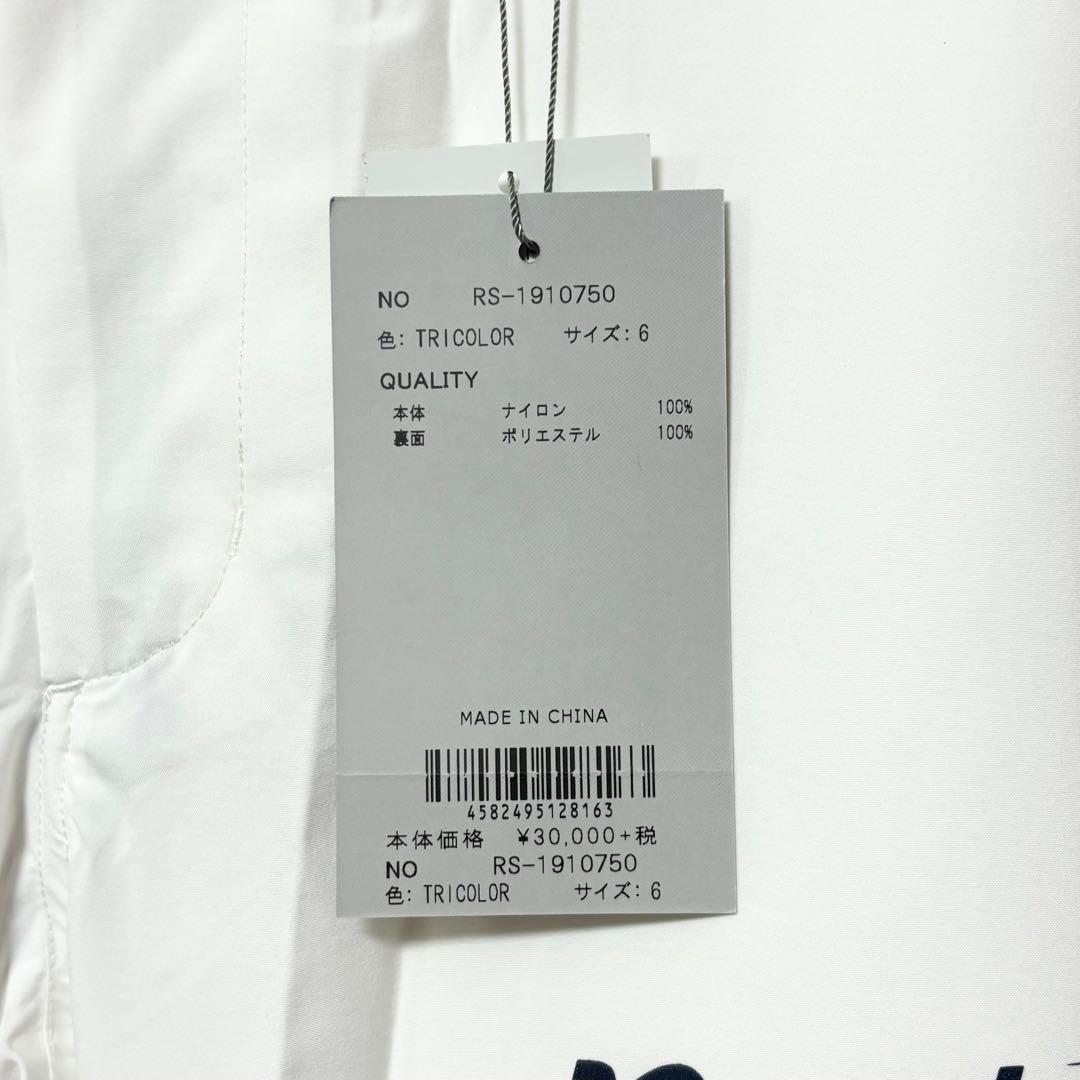 NO RS-1910750
色: TRICOLOR サイズ: 6
QUALITY
本体 ナイロン 100%
裏面 ポリエステル 100%
MADE IN CHINA
4582495128163
本体価格 ¥30,000+税
NO RS-1910750
色: TRICOLOR サイズ: 6